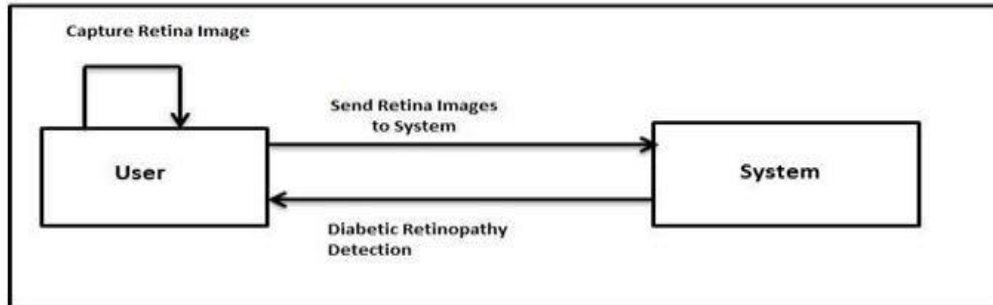 Capture Retina Image
Send Retina Images
to System
User
System
Diabetic Retinopathy
Detection